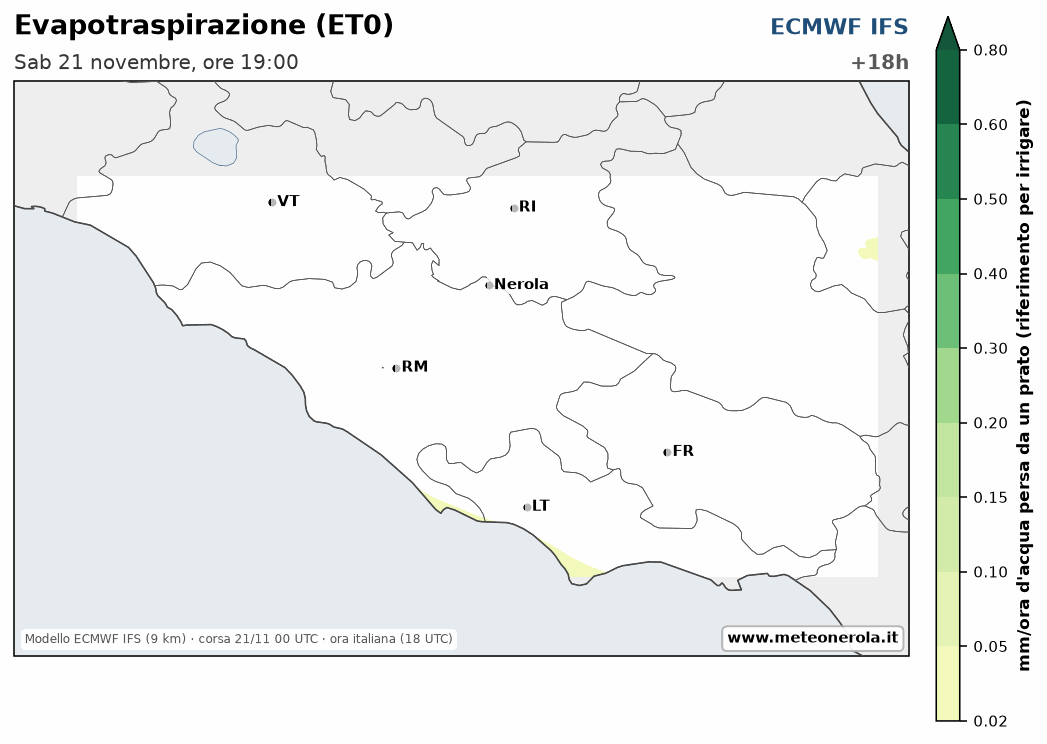 Evapotraspirazione (ET0)
ECMWF IFS
Sab 21 novembre, ore 19:00
+18h
0.80
0.60
0.50
0.40
0.30
0.20
0.15
0.10
0.05
0.02
mm/ora d'acqua persa da un prato (riferimento per irrigare)
VT
RI
Nerola
RM
FR
LT
Modello ECMWF IFS (9 km) · corsa 21/11 00 UTC · ora italiana (18 UTC)
www.meteonerola.it